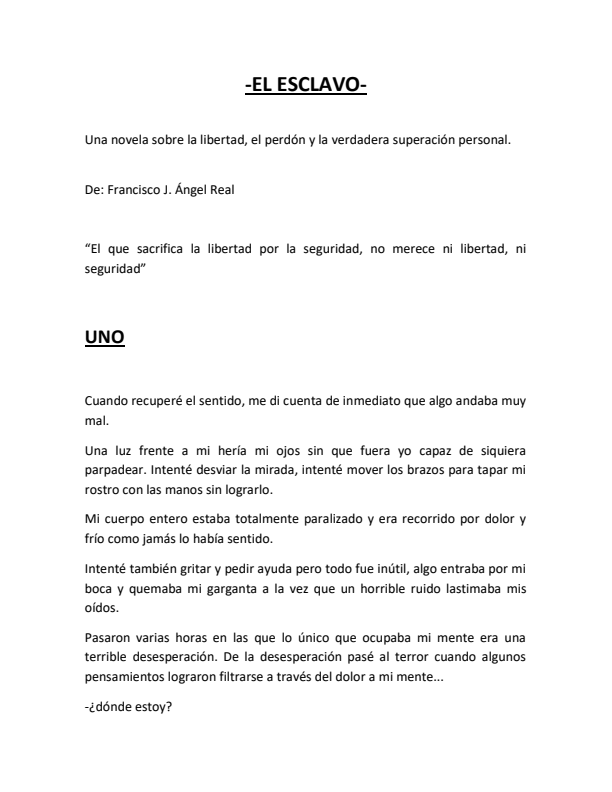 -EL ESCLAVO-
Una novela sobre la libertad, el perdón y la verdadera superación personal.
De: Francisco J. Ángel Real
“El que sacrifica la libertad por la seguridad, no merece ni libertad, ni
seguridad”
UNO
Cuando recuperé el sentido, me di cuenta de inmediato que algo andaba muy
mal.
Una luz frente a mi hería mi ojos sin que fuera yo capaz de siquiera
parpadear. Intenté desviar la mirada, intenté mover los brazos para tapar mi
rostro con las manos sin lograrlo.
Mi cuerpo entero estaba totalmente paralizado y era recorrido por dolor y
frío como jamás lo había sentido.
Intenté también gritar y pedir ayuda pero todo fue inútil, algo entraba por mi
boca y quemaba mi garganta a la vez que un horrible ruido lastimaba mis
oídos.
Pasaron varias horas en las que lo único que ocupaba mi mente era una
terrible desesperación. De la desesperación pasé al terror cuando algunos
pensamientos lograron filtrarse a través del dolor a mi mente...
-¿dónde estoy?